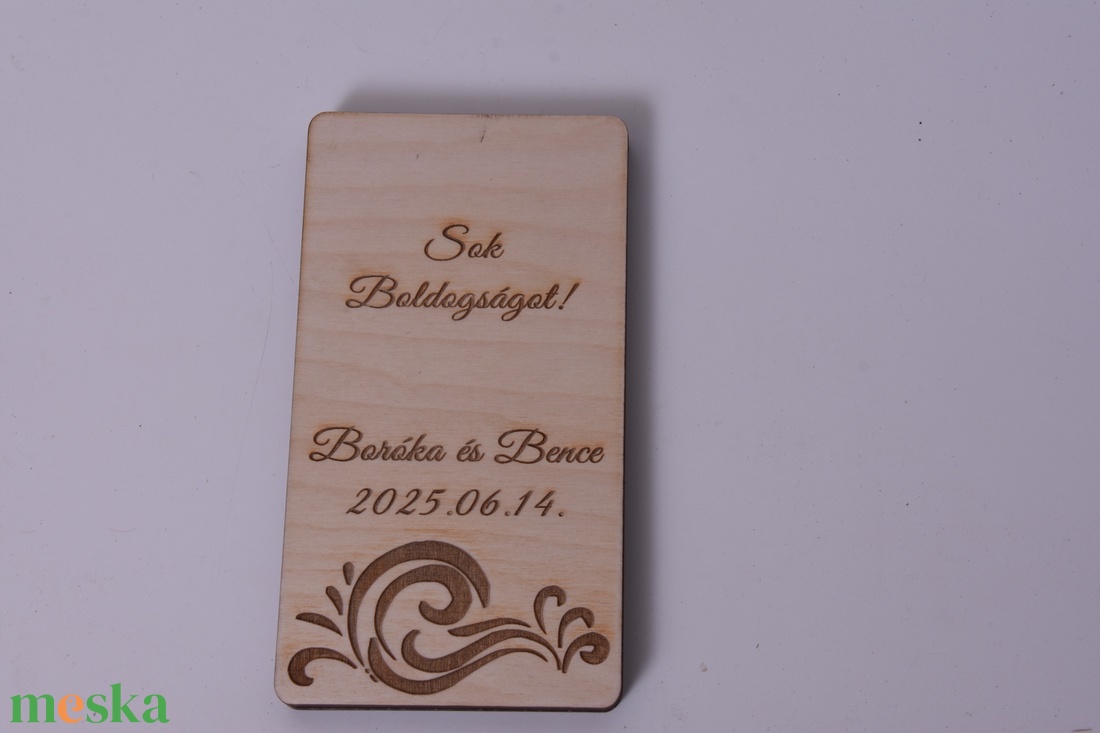 Sok
Boldogságot!
Boróka és Bence
2025.06.14.
meska